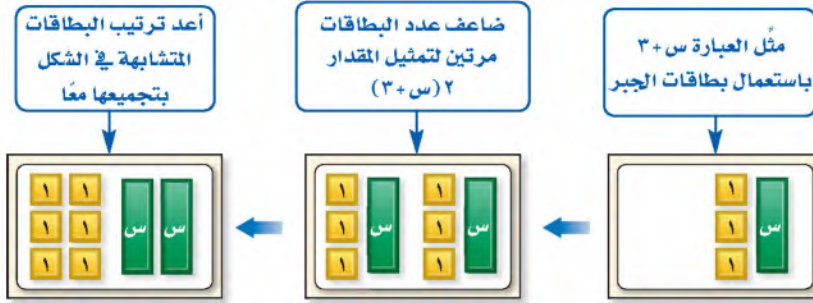 مثِّل العبارة س + ٣
باستعمال بطاقات الجبر
ضاعف عدد البطاقات
مرتين لتمثيل المقدار
٢ (س + ٣)
أعد ترتيب البطاقات
المتشابهة في الشكل
بتجميعها معًا
س ١
١
١
س ١ س ١
١ ١
١ ١
س س ١ ١
١ ١
١ ١